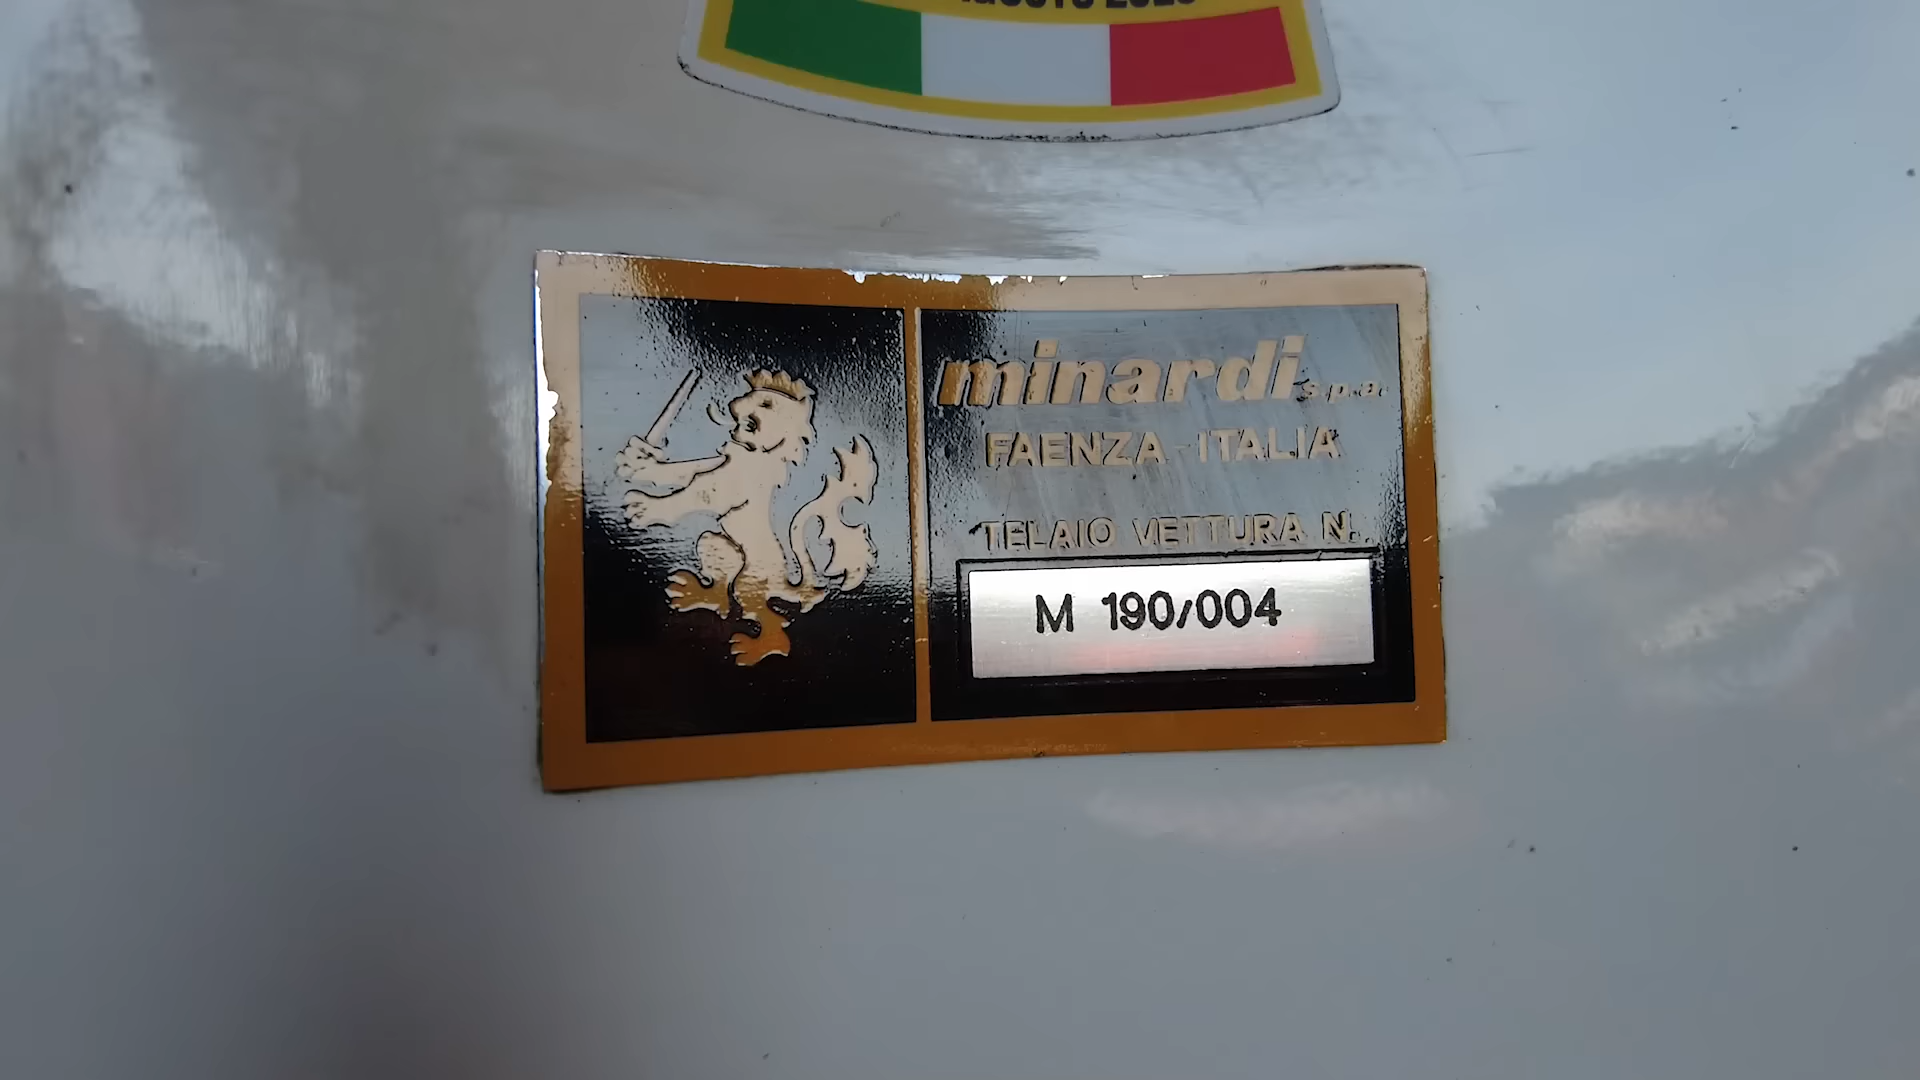 minardi s.p.a.
FAENZA - ITALIA
TELAIO VETTURA N.
M 190/004